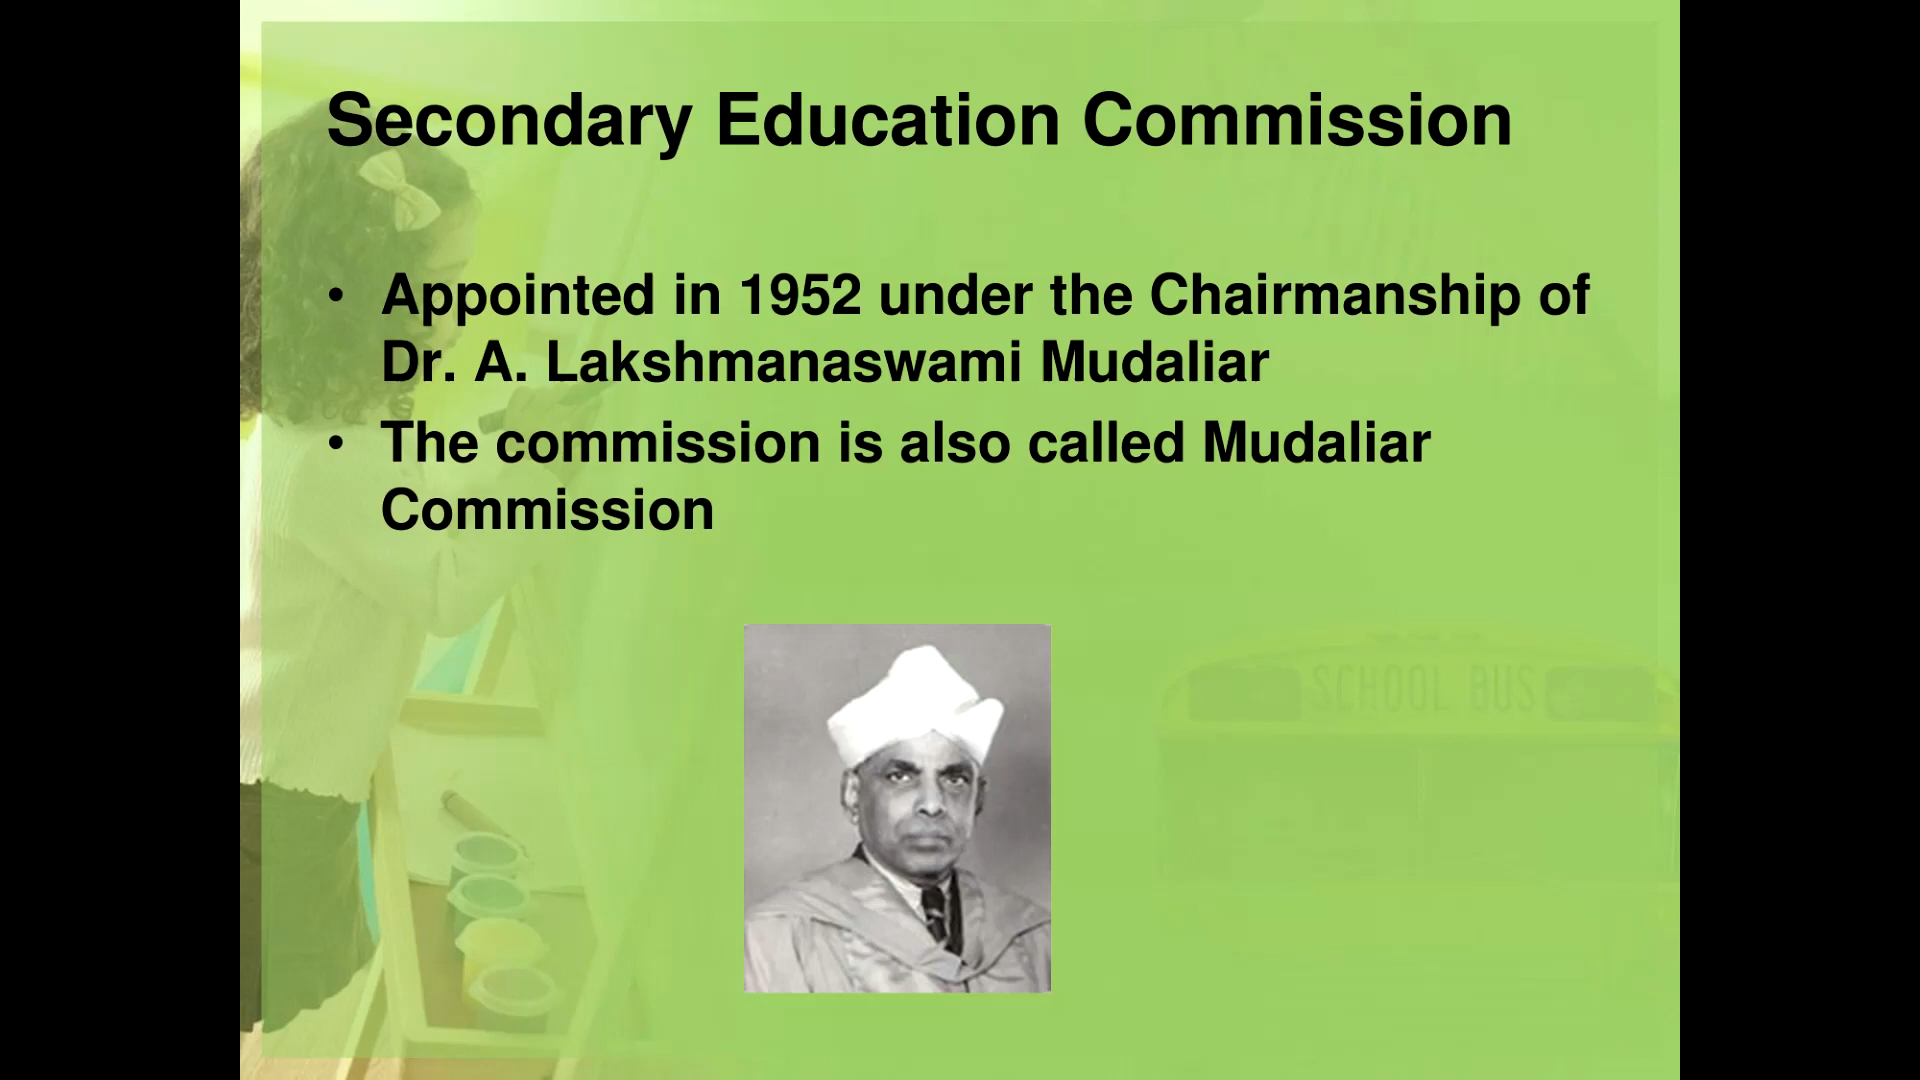 Secondary Education Commission
• Appointed in 1952 under the Chairmanship of
Dr. A. Lakshmanaswami Mudaliar
• The commission is also called Mudaliar
Commission
SCHOOL BUS